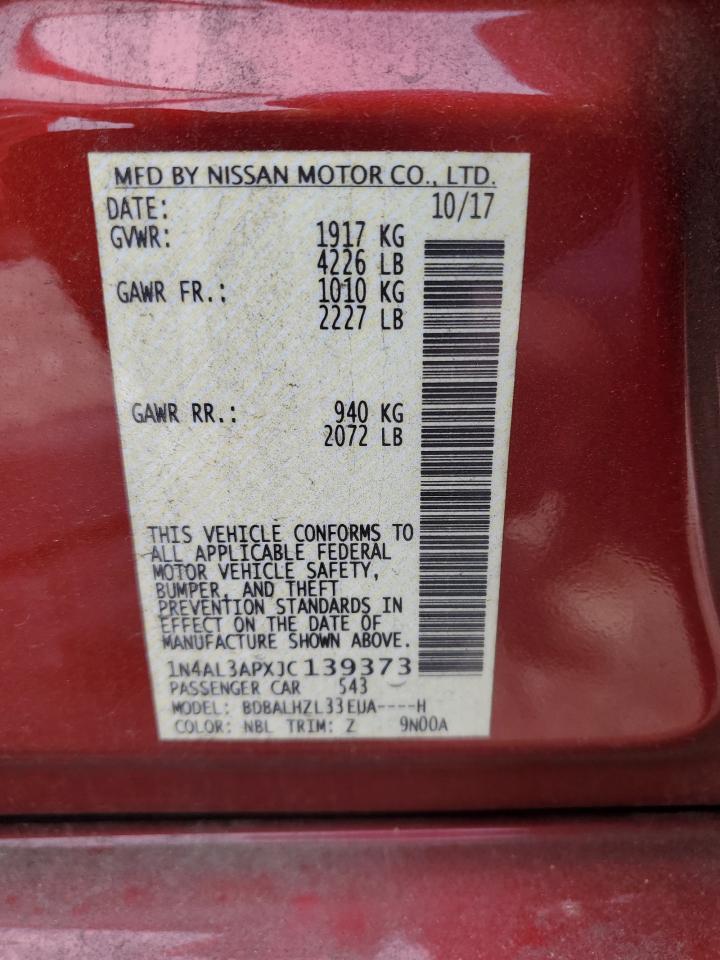 MFD BY NISSAN MOTOR CO., LTD.
DATE: 10/17
GVWR: 1917 KG
4226 LB
GAWR FR.: 1010 KG
2227 LB
GAWR RR.: 940 KG
2072 LB
THIS VEHICLE CONFORMS TO
ALL APPLICABLE FEDERAL
MOTOR VEHICLE SAFETY,
BUMPER, AND THEFT
PREVENTION STANDARDS IN
EFFECT ON THE DATE OF
MANUFACTURE SHOWN ABOVE.
1N4AL3APXJC139373
PASSENGER CAR 543
MODEL: BDBALHZL33EUA----H
COLOR: NBL TRIM: Z 9N00A